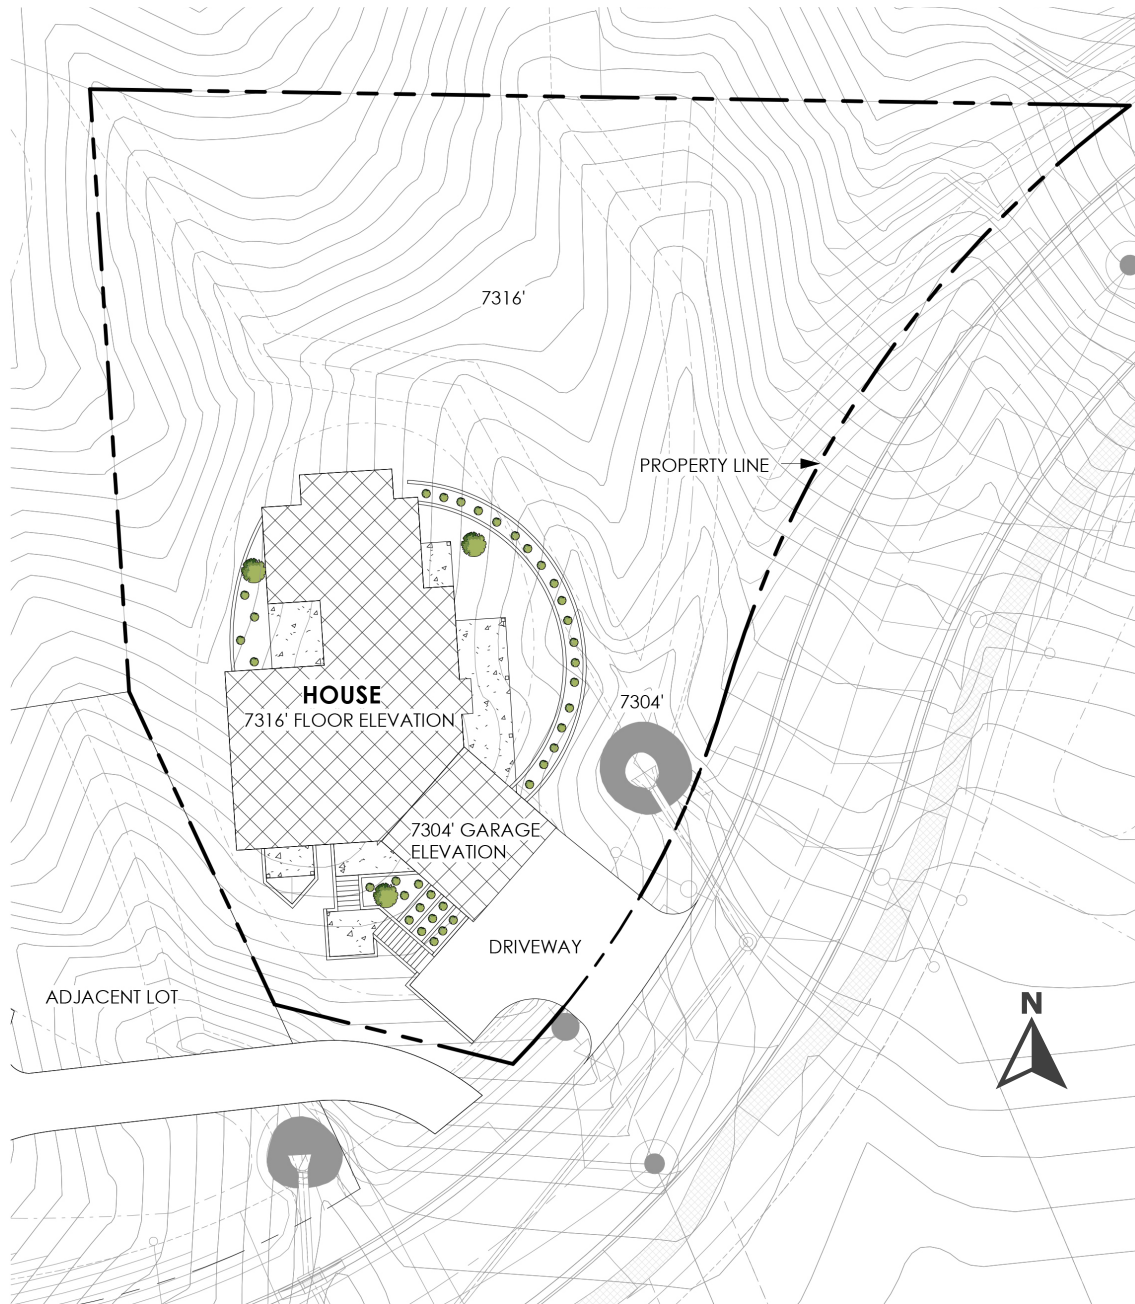 7316'
PROPERTY LINE
HOUSE
7316' FLOOR ELEVATION
7304'
7304' GARAGE
ELEVATION
DRIVEWAY
ADJACENT LOT
N